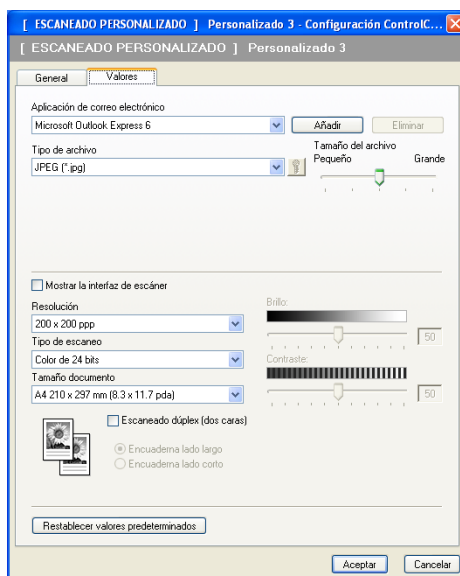 [ ESCANEADO PERSONALIZADO ]   Personalizado 3 - Configuración ControlC...
[ ESCANEADO PERSONALIZADO ]   Personalizado 3
General
Valores
Aplicación de correo electrónico
Microsoft Outlook Express 6
Añadir
Eliminar
Tipo de archivo
JPEG (*.jpg)
Tamaño del archivo
Pequeño
Grande
Mostrar la interfaz de escáner
Resolución
200 x 200 ppp
Brillo:
50
Tipo de escaneo
Color de 24 bits
Contraste:
50
Tamaño documento
A4 210 x 297 mm (8.3 x 11.7 pda)
Escaneado dúplex (dos caras)
Encuaderna lado largo
Encuaderna lado corto
Restablecer valores predeterminados
Aceptar
Cancelar